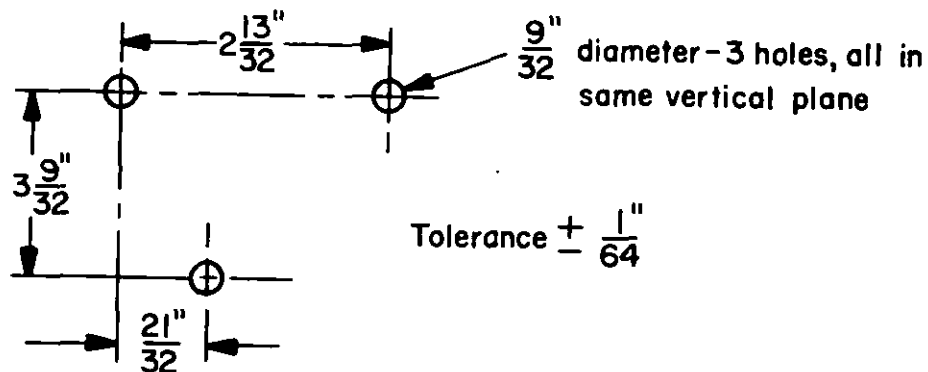 2 13/32"
9/32" diameter-3 holes, all in
same vertical plane
3 9/32"
Tolerance ± 1/64"
21/32"